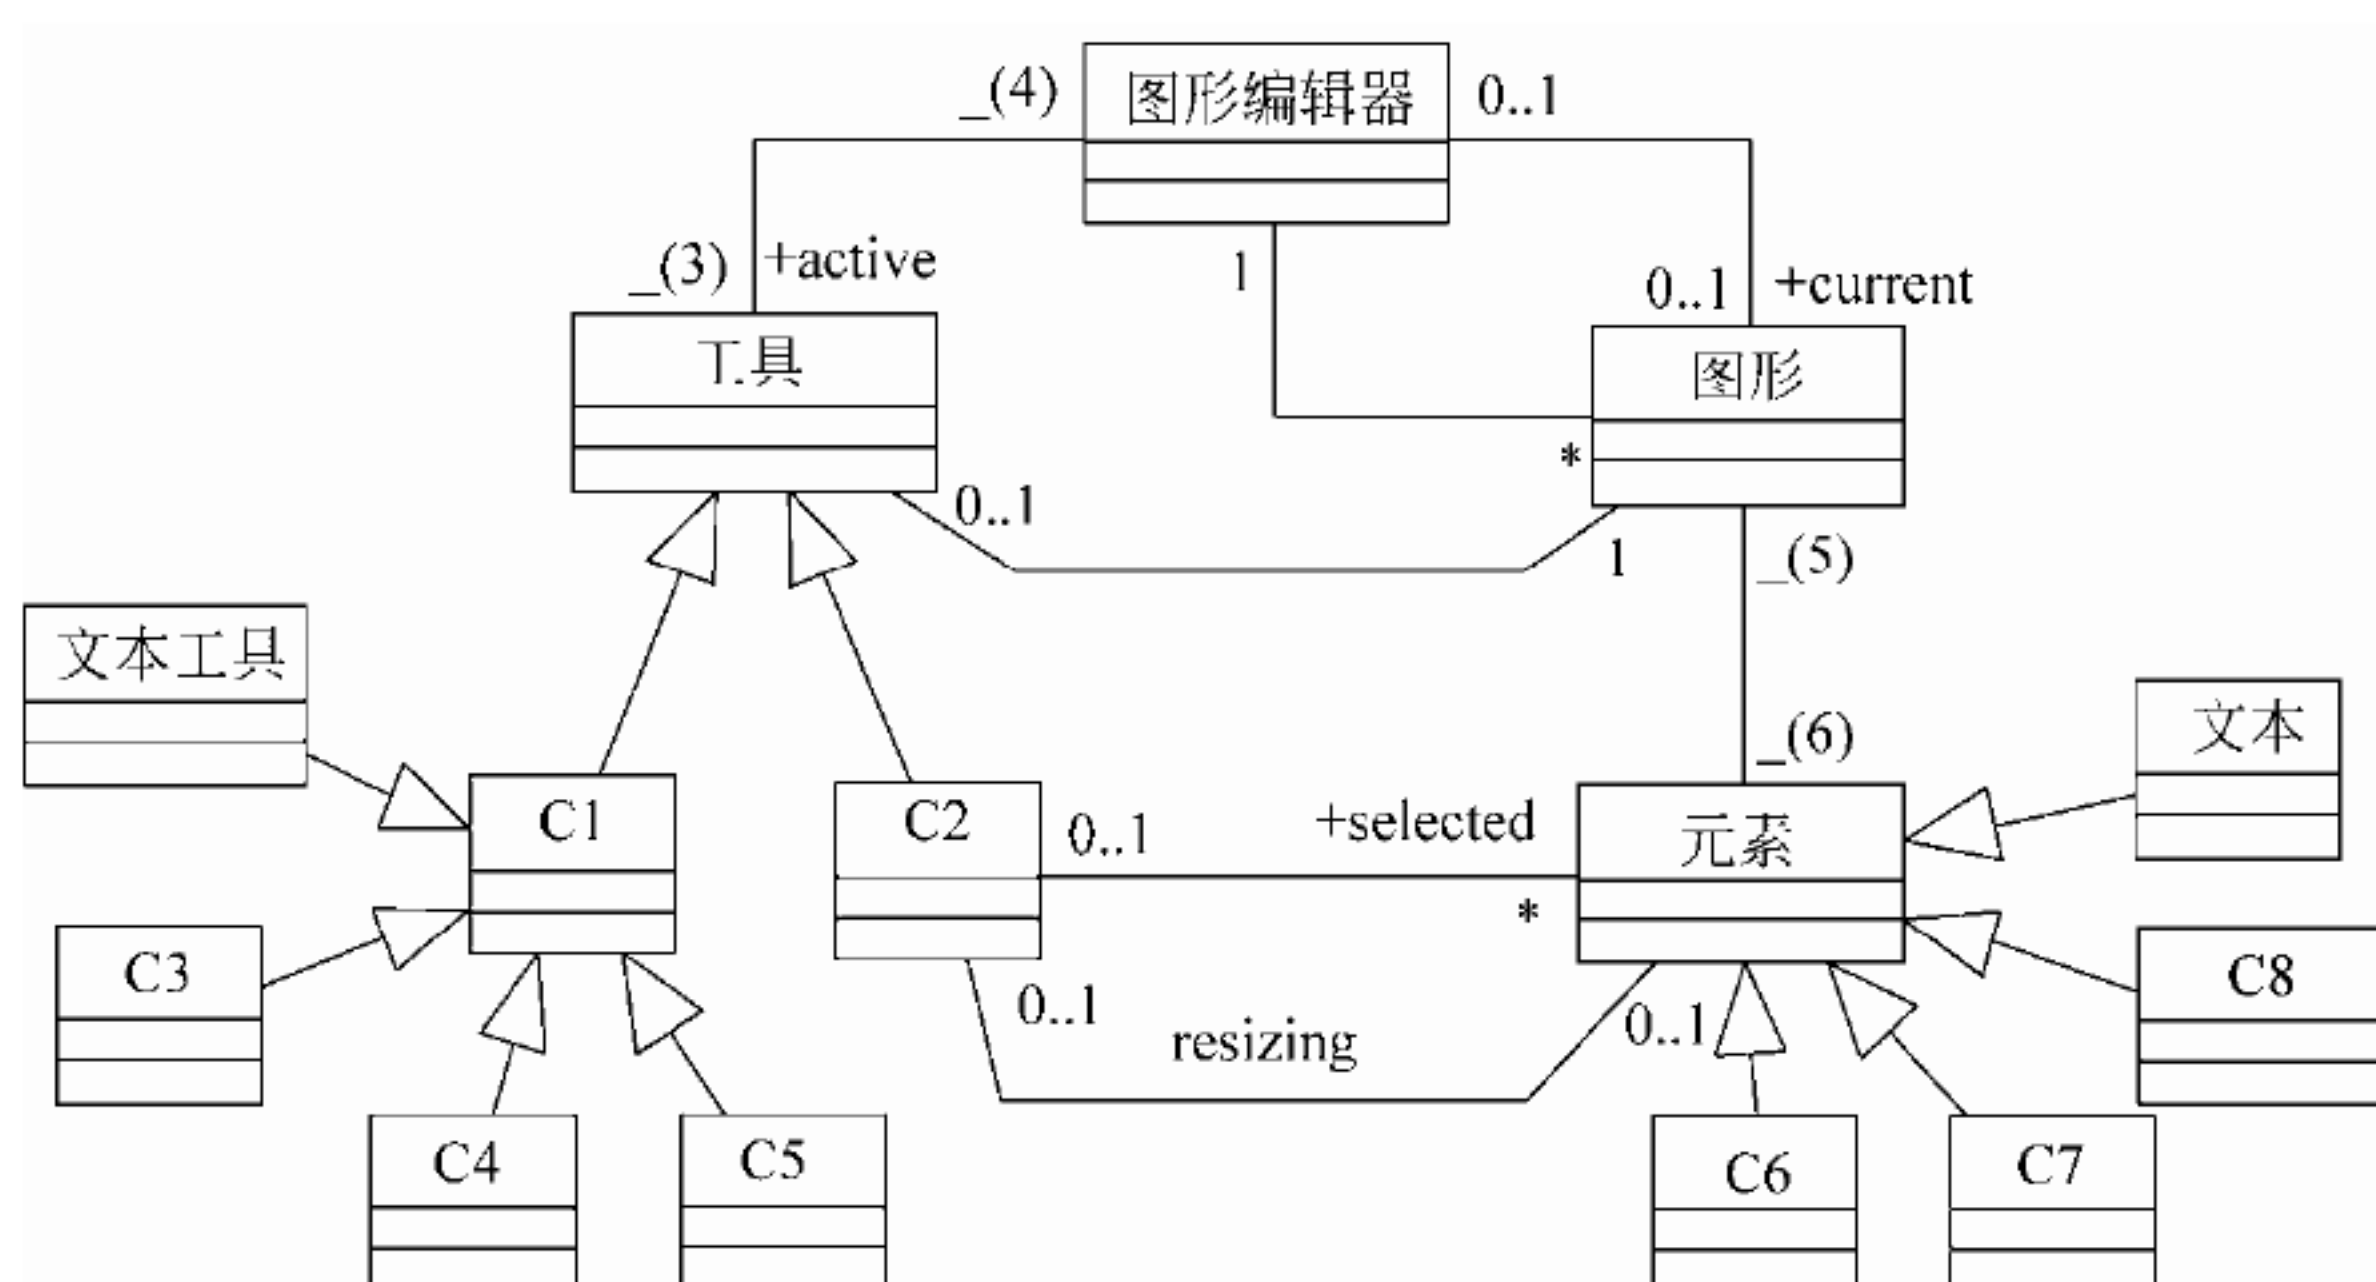 _(4)
图形编辑器
0..1
_(3)
+active
1
0..1
+current
工具
图形
*
0..1
1
_(5)
文本工具
_(6)
文本
C1
C2
0..1
+selected
元素
*
C3
C8
0..1
resizing
0..1
C4
C5
C6
C7